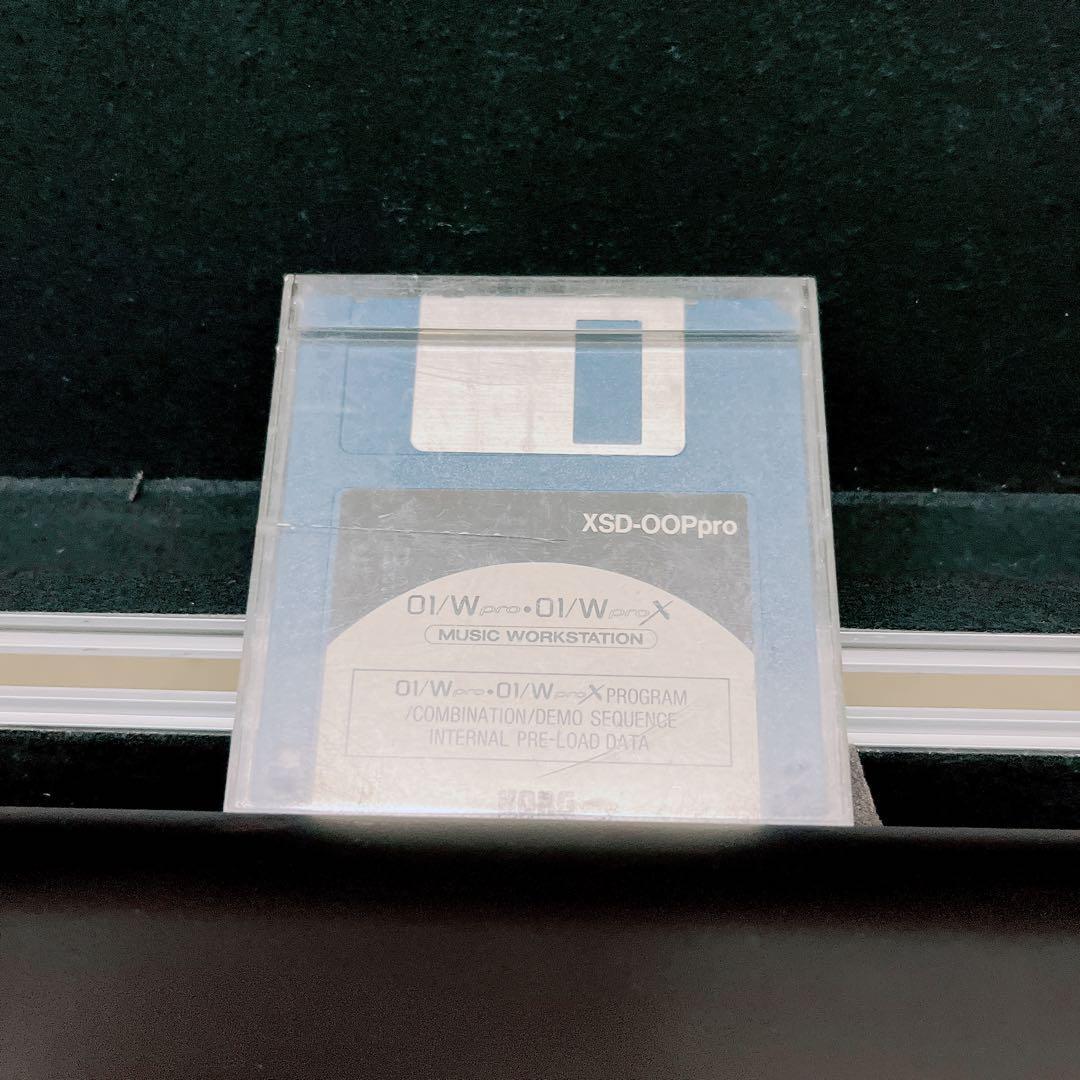 XSD-00Ppro
01/Wpro•01/WproX
MUSIC WORKSTATION
01/Wpro•01/WproX PROGRAM
/COMBINATION/DEMO SEQUENCE
INTERNAL PRE-LOAD DATA
KORG